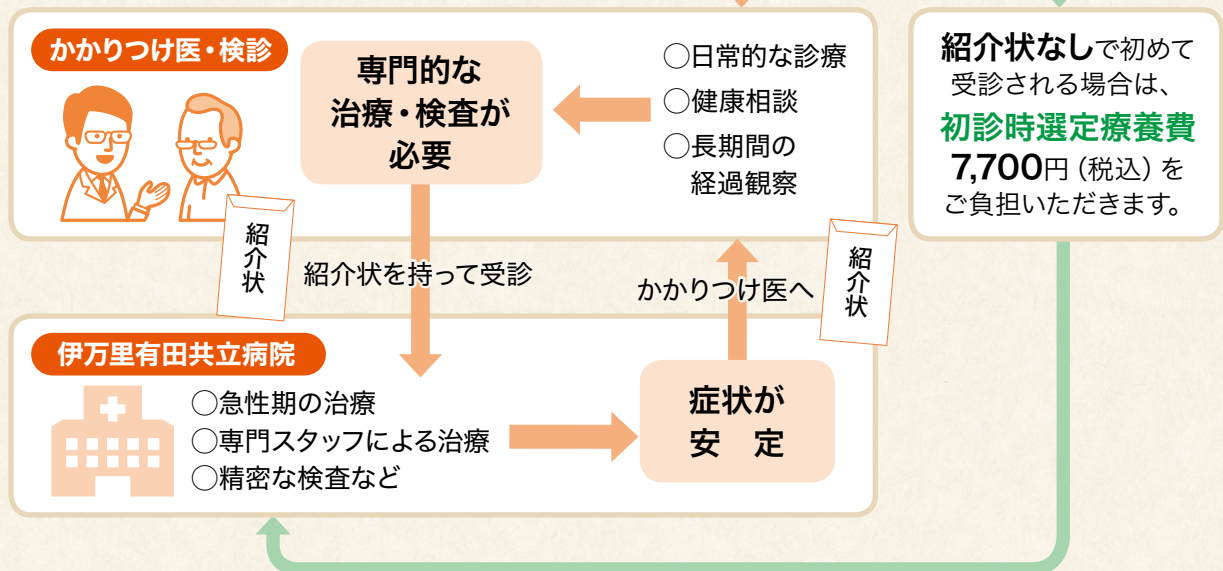 かかりつけ医・検診
専門的な
治療・検査が
必要
○日常的な診療
○健康相談
○長期間の
経過観察
紹介状なしで初めて
受診される場合は、
初診時選定療養費
7,700円（税込）を
ご負担いただきます。
紹介状
紹介状を持って受診
かかりつけ医へ
紹介状
伊万里有田共立病院
○急性期の治療
○専門スタッフによる治療
○精密な検査など
症状が
安　定